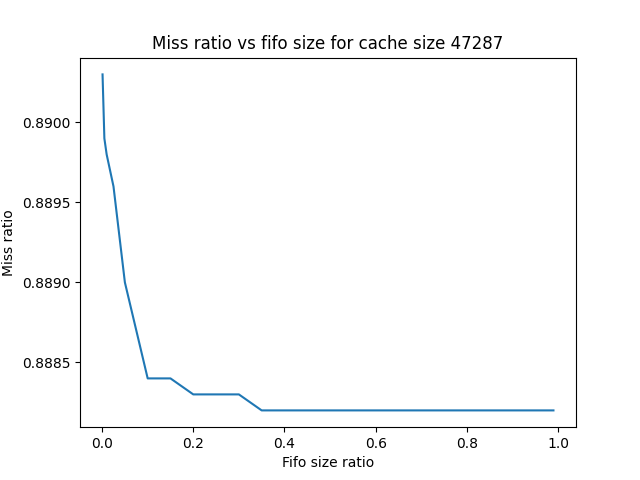 Miss ratio vs fifo size for cache size 47287
0.8900
0.8895
0.8890
0.8885
Miss ratio
0.0 0.2 0.4 0.6 0.8 1.0
Fifo size ratio